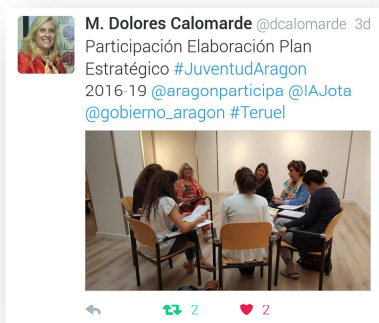 M. Dolores Calomarde @dcalomarde 3d
Participación Elaboración Plan
Estratégico #JuventudAragon
2016-19 @aragonparticipa @IAJota
@gobierno_aragon #Teruel
2 2